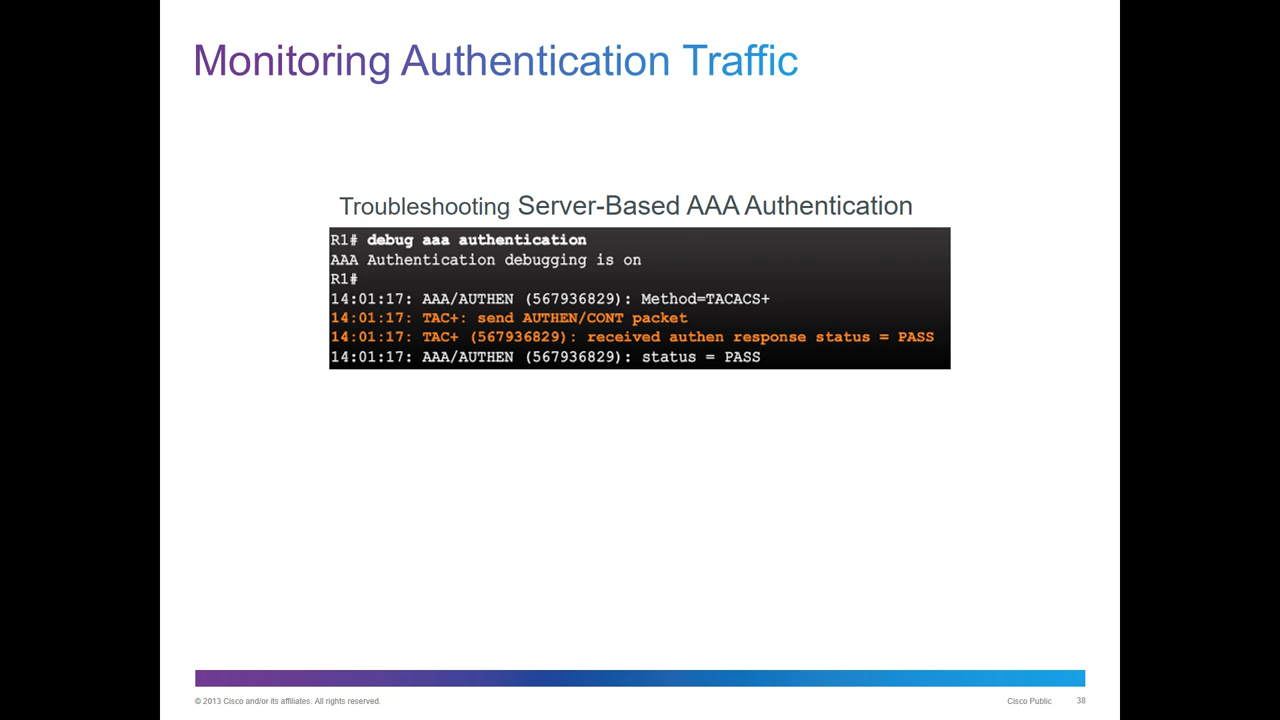 Monitoring Authentication Traffic
Troubleshooting Server-Based AAA Authentication
R1# debug aaa authentication
AAA Authentication debugging is on
R1#
14:01:17: AAA/AUTHEN (567936829): Method=TACACS+
14:01:17: TAC+: send AUTHEN/CONT packet
14:01:17: TAC+ (567936829): received authen response status = PASS
14:01:17: AAA/AUTHEN (567936829): status = PASS
© 2013 Cisco and/or its affiliates. All rights reserved.
Cisco Public
38